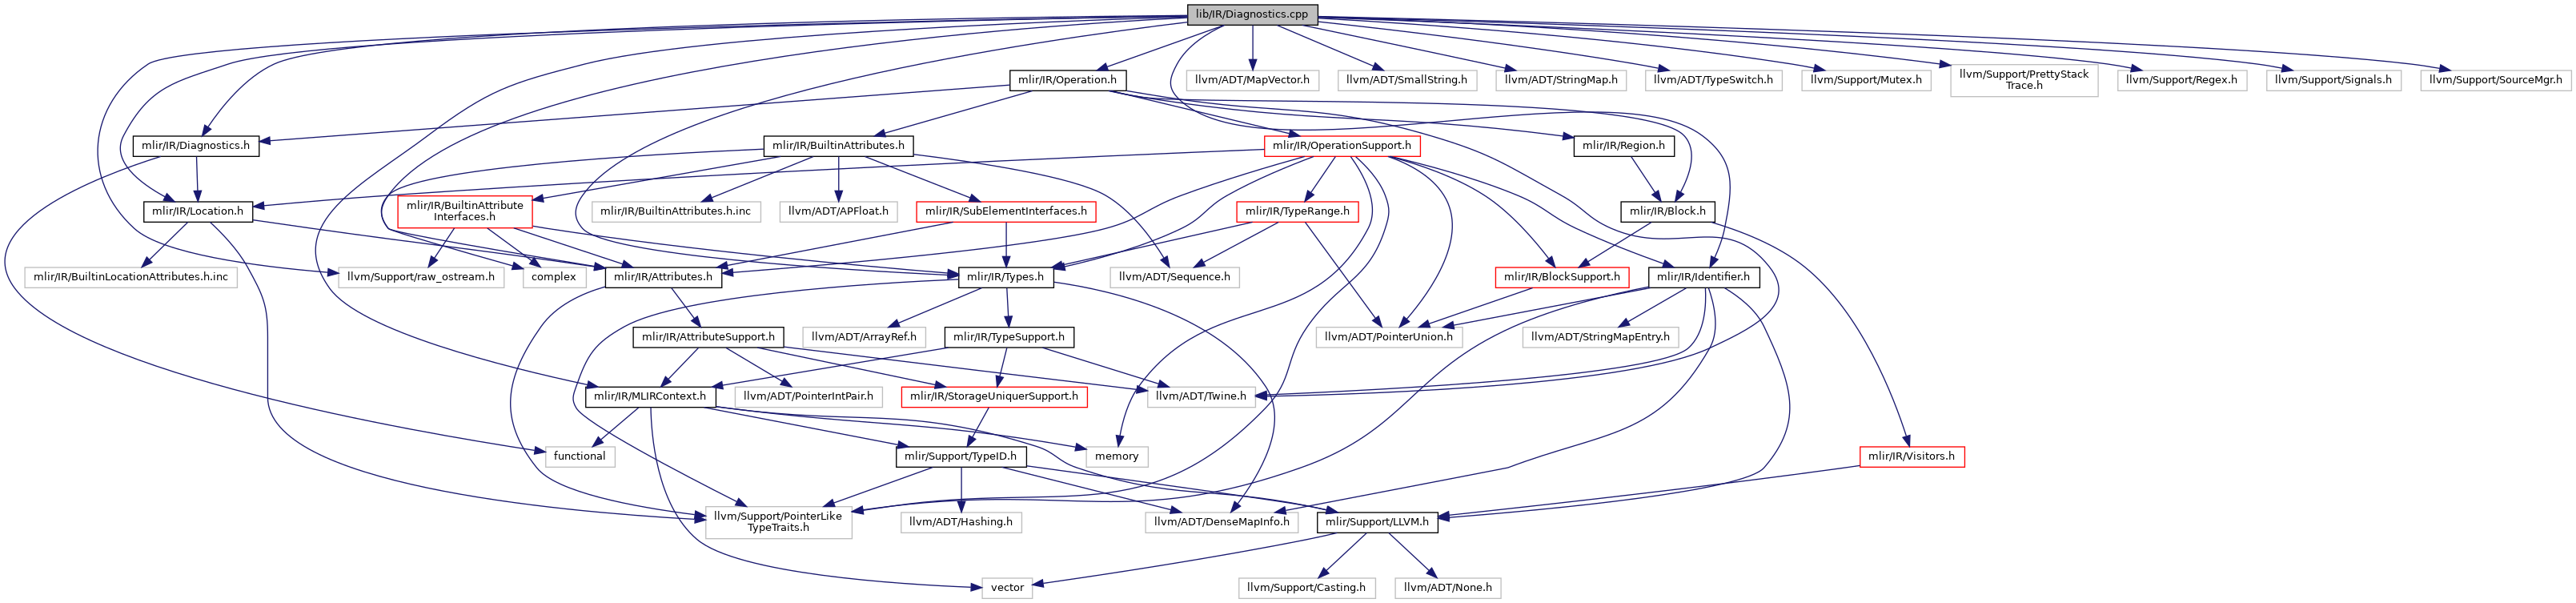 lib/IR/Diagnostics.cpp
mlir/IR/Operation.h
llvm/ADT/MapVector.h
llvm/ADT/SmallString.h
llvm/ADT/StringMap.h
llvm/ADT/TypeSwitch.h
llvm/Support/Mutex.h
llvm/Support/PrettyStack
Trace.h
llvm/Support/Regex.h
llvm/Support/Signals.h
llvm/Support/SourceMgr.h
mlir/IR/Diagnostics.h
mlir/IR/BuiltinAttributes.h
mlir/IR/OperationSupport.h
mlir/IR/Region.h
mlir/IR/Location.h
mlir/IR/BuiltinAttribute
Interfaces.h
mlir/IR/BuiltinAttributes.h.inc
llvm/ADT/APFloat.h
mlir/IR/SubElementInterfaces.h
mlir/IR/TypeRange.h
mlir/IR/Block.h
mlir/IR/BuiltinLocationAttributes.h.inc
llvm/Support/raw_ostream.h
complex
mlir/IR/Attributes.h
mlir/IR/Types.h
llvm/ADT/Sequence.h
mlir/IR/BlockSupport.h
mlir/IR/Identifier.h
mlir/IR/AttributeSupport.h
llvm/ADT/ArrayRef.h
mlir/IR/TypeSupport.h
llvm/ADT/PointerUnion.h
llvm/ADT/StringMapEntry.h
mlir/IR/MLIRContext.h
llvm/ADT/PointerIntPair.h
mlir/IR/StorageUniquerSupport.h
llvm/ADT/Twine.h
functional
mlir/Support/TypeID.h
memory
mlir/IR/Visitors.h
llvm/Support/PointerLike
TypeTraits.h
llvm/ADT/Hashing.h
llvm/ADT/DenseMapInfo.h
mlir/Support/LLVM.h
vector
llvm/Support/Casting.h
llvm/ADT/None.h